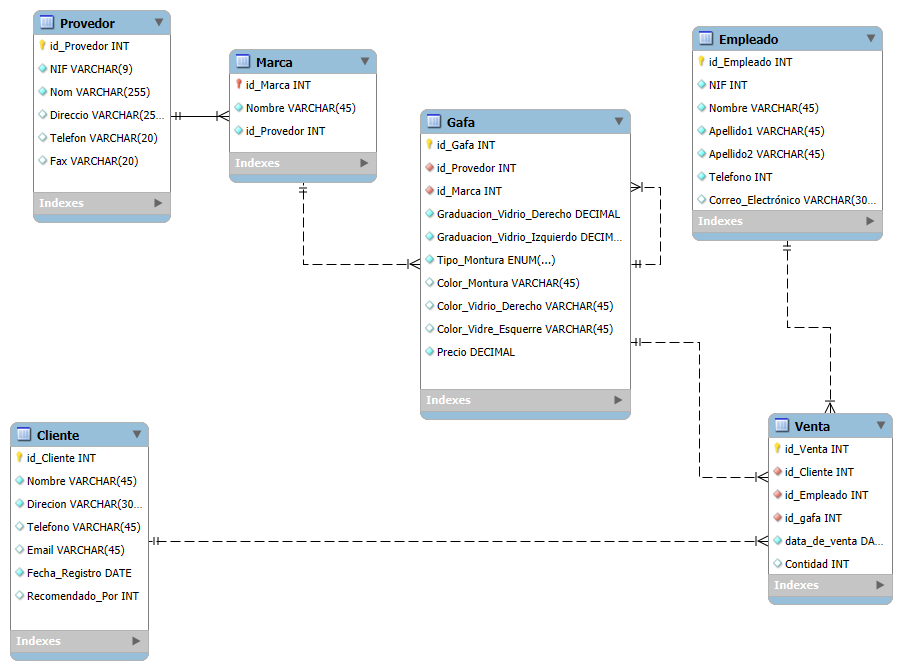 Provedor
id_Provedor INT
NIF VARCHAR(9)
Nom VARCHAR(255)
Direccio VARCHAR(25...
Telefon VARCHAR(20)
Fax VARCHAR(20)
Indexes
Marca
id_Marca INT
Nombre VARCHAR(45)
id_Provedor INT
Indexes
Gafa
id_Gafa INT
id_Provedor INT
id_Marca INT
Graduacion_Vidrio_Derecho DECIMAL
Graduacion_Vidrio_Izquierdo DECIM...
Tipo_Montura ENUM(...)
Color_Montura VARCHAR(45)
Color_Vidrio_Derecho VARCHAR(45)
Color_Vidre_Esquerre VARCHAR(45)
Precio DECIMAL
Indexes
Empleado
id_Empleado INT
NIF INT
Nombre VARCHAR(45)
Apellido1 VARCHAR(45)
Apellido2 VARCHAR(45)
Telefono INT
Correo_Electrónico VARCHAR(30...
Indexes
Cliente
id_Cliente INT
Nombre VARCHAR(45)
Direcion VARCHAR(30...
Telefono VARCHAR(45)
Email VARCHAR(45)
Fecha_Registro DATE
Recomendado_Por INT
Indexes
Venta
id_Venta INT
id_Cliente INT
id_Empleado INT
id_gafa INT
data_de_venta DA...
Contidad INT
Indexes